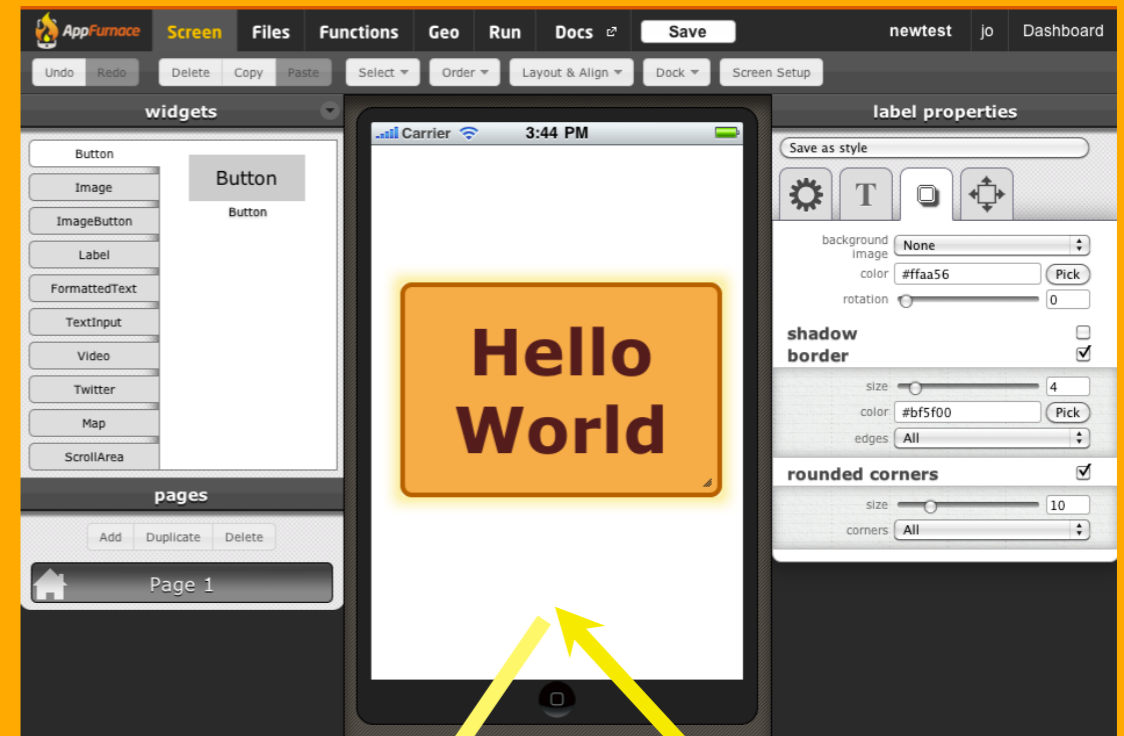 AppFurnace Screen Files Functions Geo Run Docs Save newtest jo Dashboard
Undo Redo Delete Copy Paste Select Order Layout & Align Dock Screen Setup
widgets
Button
Image
ImageButton
Label
FormattedText
TextInput
Video
Twitter
Map
ScrollArea
Button
Button
pages
Add Duplicate Delete
Page 1
Carrier 3:44 PM
Hello
World
label properties
Save as style
T
background
image None
color #ffaa56 Pick
rotation 0
shadow
border
size 4
color #bf5f00 Pick
edges All
rounded corners
size 10
corners All